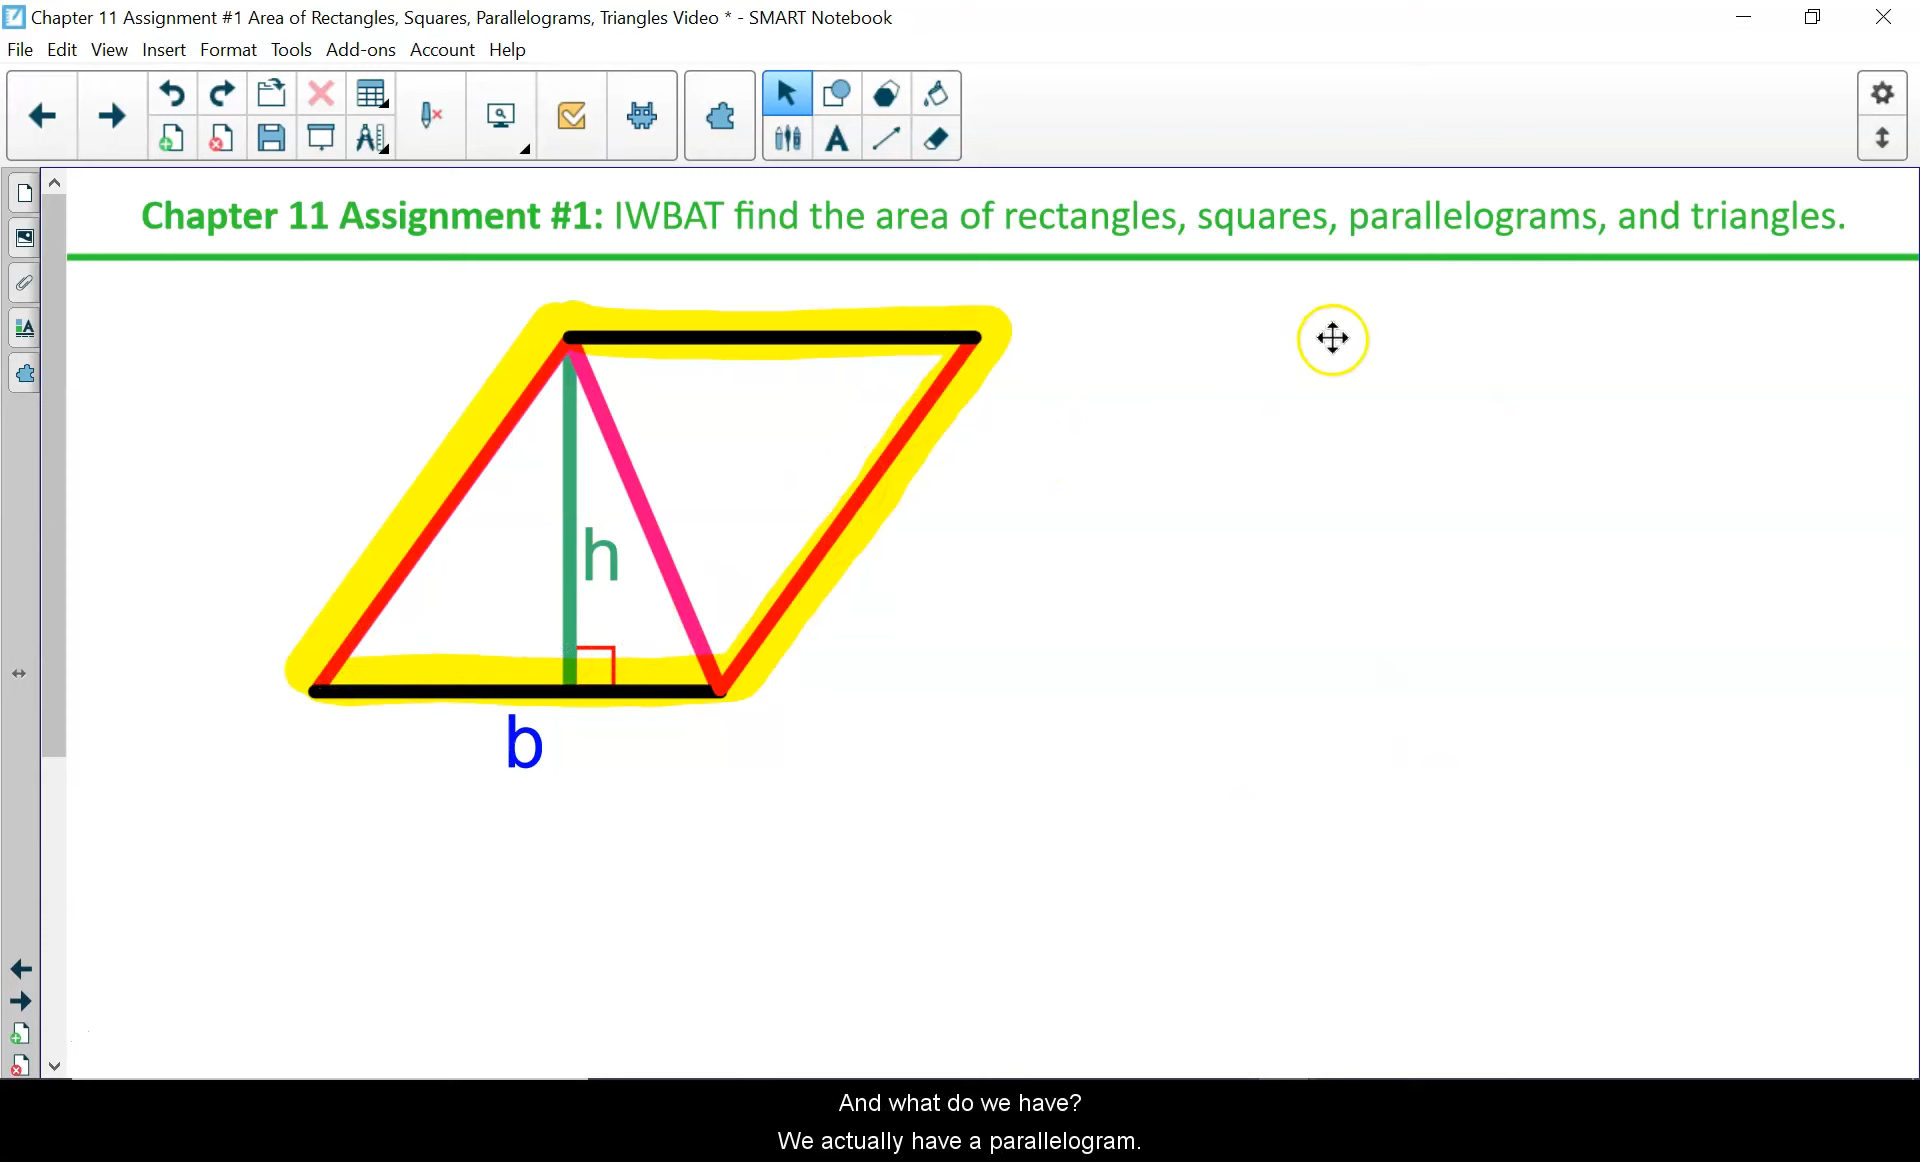 Chapter 11 Assignment #1 Area of Rectangles, Squares, Parallelograms, Triangles Video * - SMART Notebook
File Edit View Insert Format Tools Add-ons Account Help
Chapter 11 Assignment #1: IWBAT find the area of rectangles, squares, parallelograms, and triangles.
h
b
And what do we have?
We actually have a parallelogram.